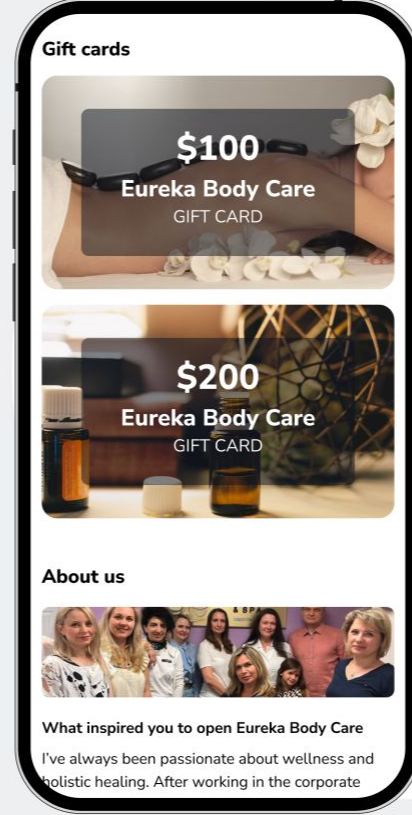 Gift cards
$100
Eureka Body Care
GIFT CARD
$200
Eureka Body Care
GIFT CARD
About us
& SPA
What inspired you to open Eureka Body Care
I've always been passionate about wellness and
holistic healing. After working in the corporate